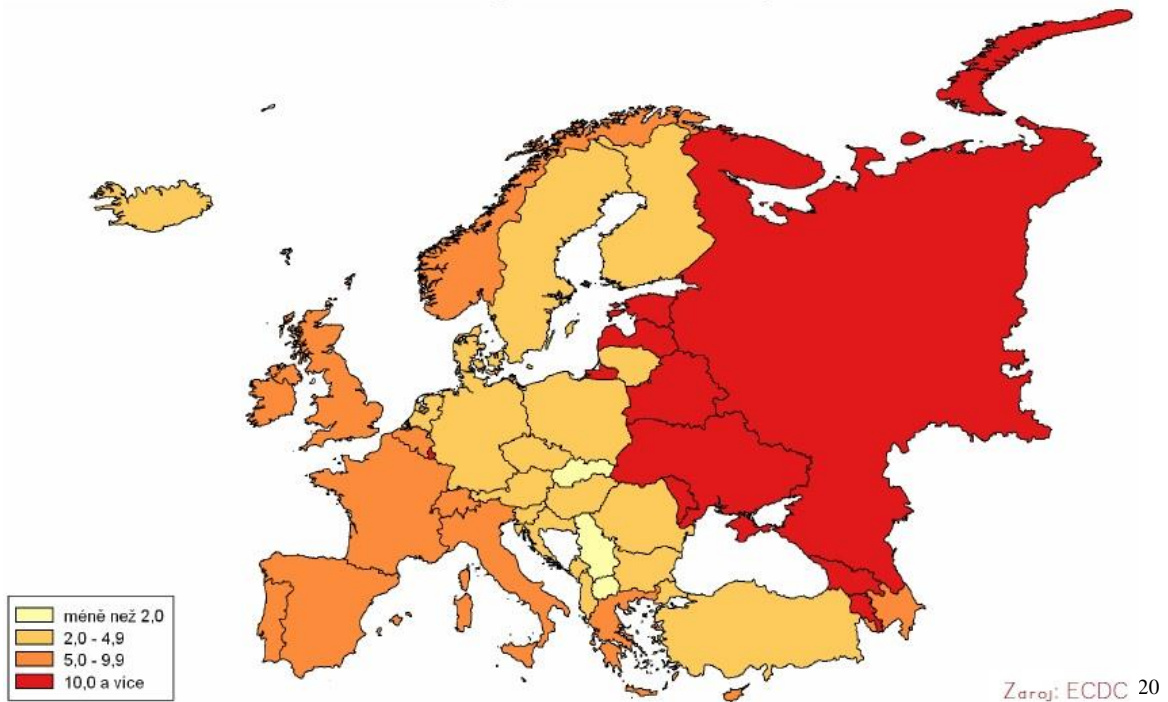 méně než 2,0
2,0 - 4,9
5,0 - 9,9
10,0 a více
Zdroj: ECDC 20